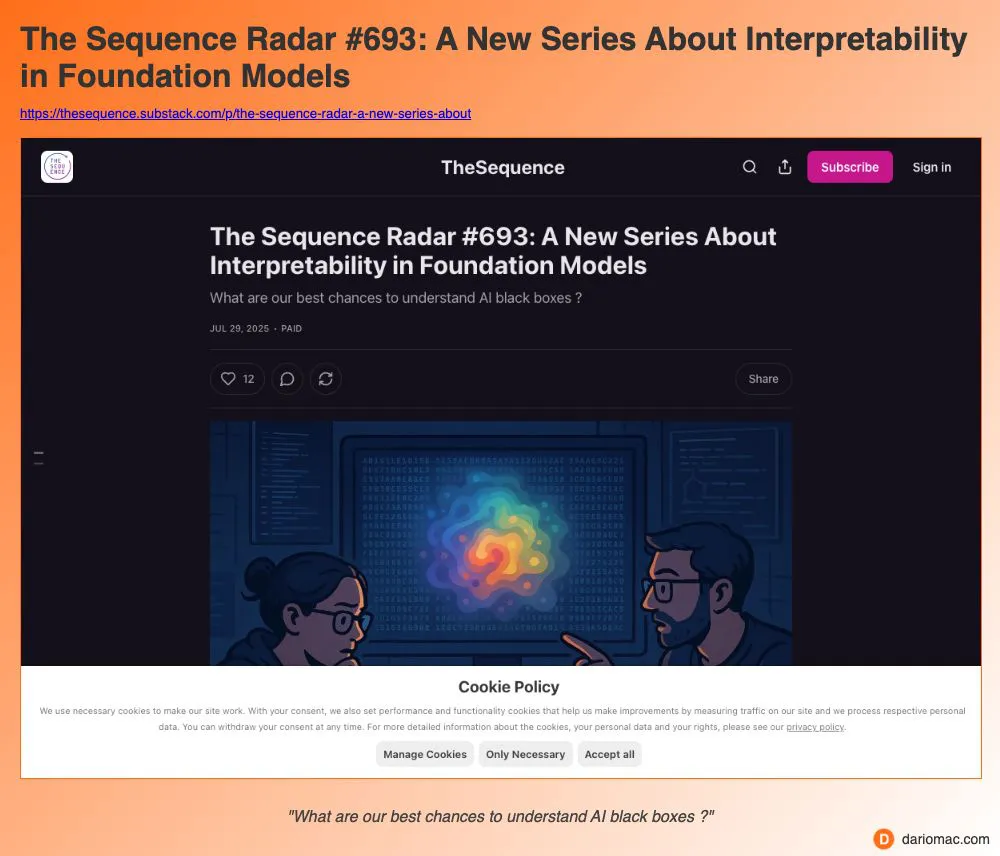 The Sequence Radar #693: A New Series About Interpretability
in Foundation Models
https://thesequence.substack.com/p/the-sequence-radar-a-new-series-about
THE
SEQU
ENCE
TheSequence
Subscribe
Sign in
The Sequence Radar #693: A New Series About
Interpretability in Foundation Models
What are our best chances to understand AI black boxes ?
JUL 29, 2025 · PAID
12
Share
Cookie Policy
We use necessary cookies to make our site work. With your consent, we also set performance and functionality cookies that help us make improvements by measuring traffic on our site and we process respective personal
data. You can withdraw your consent at any time. For more detailed information about the cookies, your personal data and your rights, please see our privacy policy.
Manage Cookies
Only Necessary
Accept all
"What are our best chances to understand AI black boxes ?"
D
dariomac.com